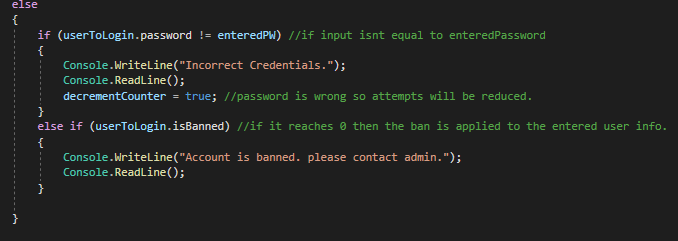 else
{
if (userToLogin.password != enteredPW) //if input isnt equal to enteredPassword
{
Console.WriteLine("Incorrect Credentials.");
Console.ReadLine();
decrementCounter = true; //password is wrong so attempts will be reduced.
}
else if (userToLogin.isBanned) //if it reaches 0 then the ban is applied to the entered user info.
{
Console.WriteLine("Account is banned. please contact admin.");
Console.ReadLine();
}
}